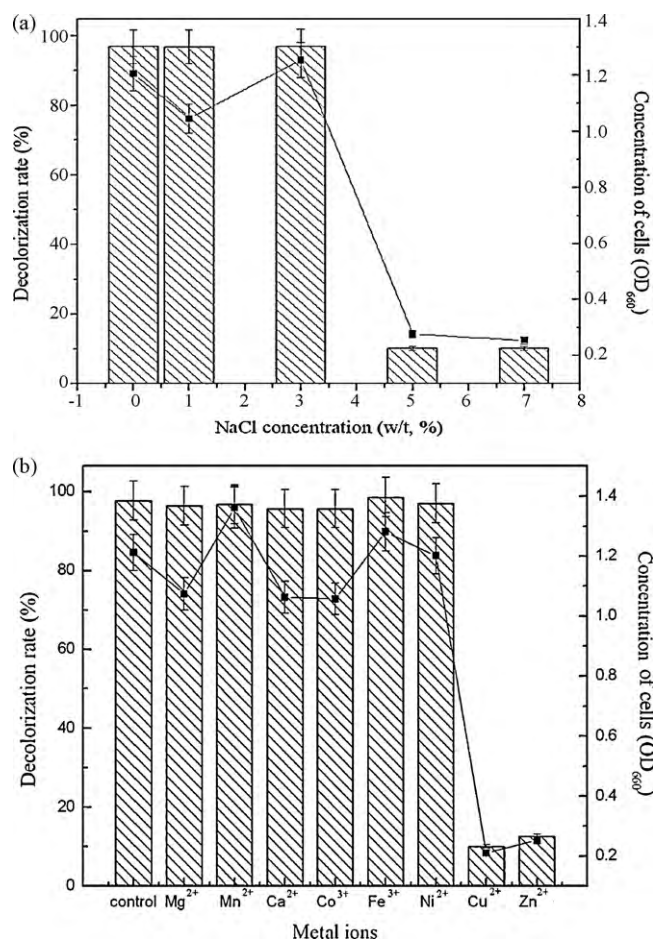 (a)
Decolorization rate (%)
100
80
60
40
20
0
1.4
1.2
1.0
0.8
0.6
0.4
0.2
Concentration of cells (OD660)
-1 0 1 2 3 4 5 6 7 8
NaCl concentration (w/t, %)
(b)
Decolorization rate (%)
100
80
60
40
20
0
1.4
1.2
1.0
0.8
0.6
0.4
0.2
Concentration of cells (OD660)
control Mg2+ Mn2+ Ca2+ Co3+ Fe3+ Ni2+ Cu2+ Zn2+
Metal ions